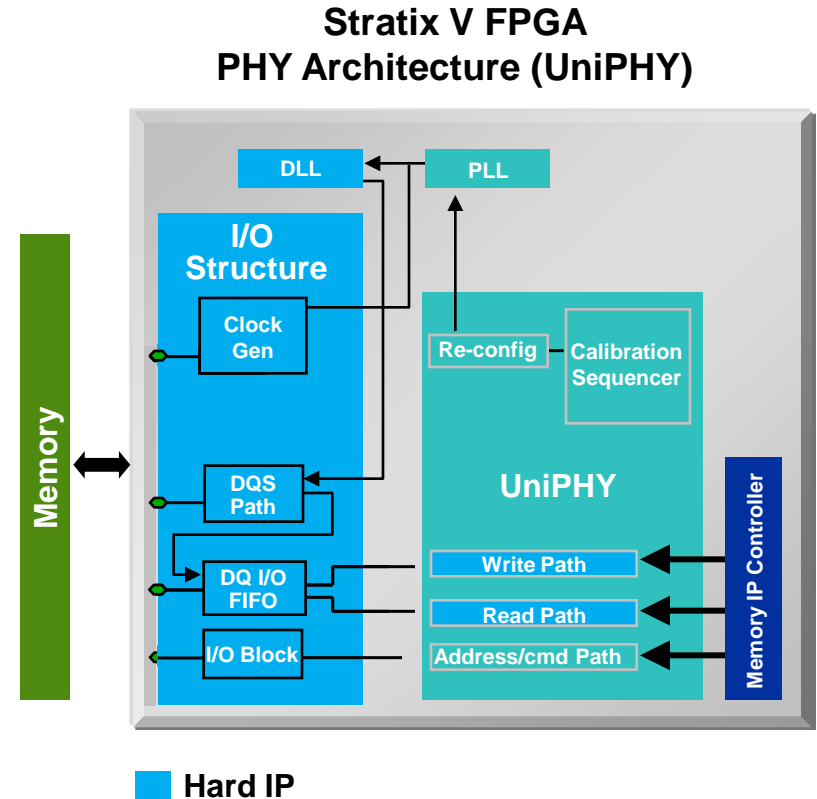 Stratix V FPGA
PHY Architecture (UniPHY)
DLL
PLL
I/O
Structure
Clock
Gen
Re-config
Calibration
Sequencer
Memory
DQS
Path
UniPHY
Memory IP Controller
Write Path
DQ I/O
FIFO
Read Path
I/O Block
Address/cmd Path
Hard IP